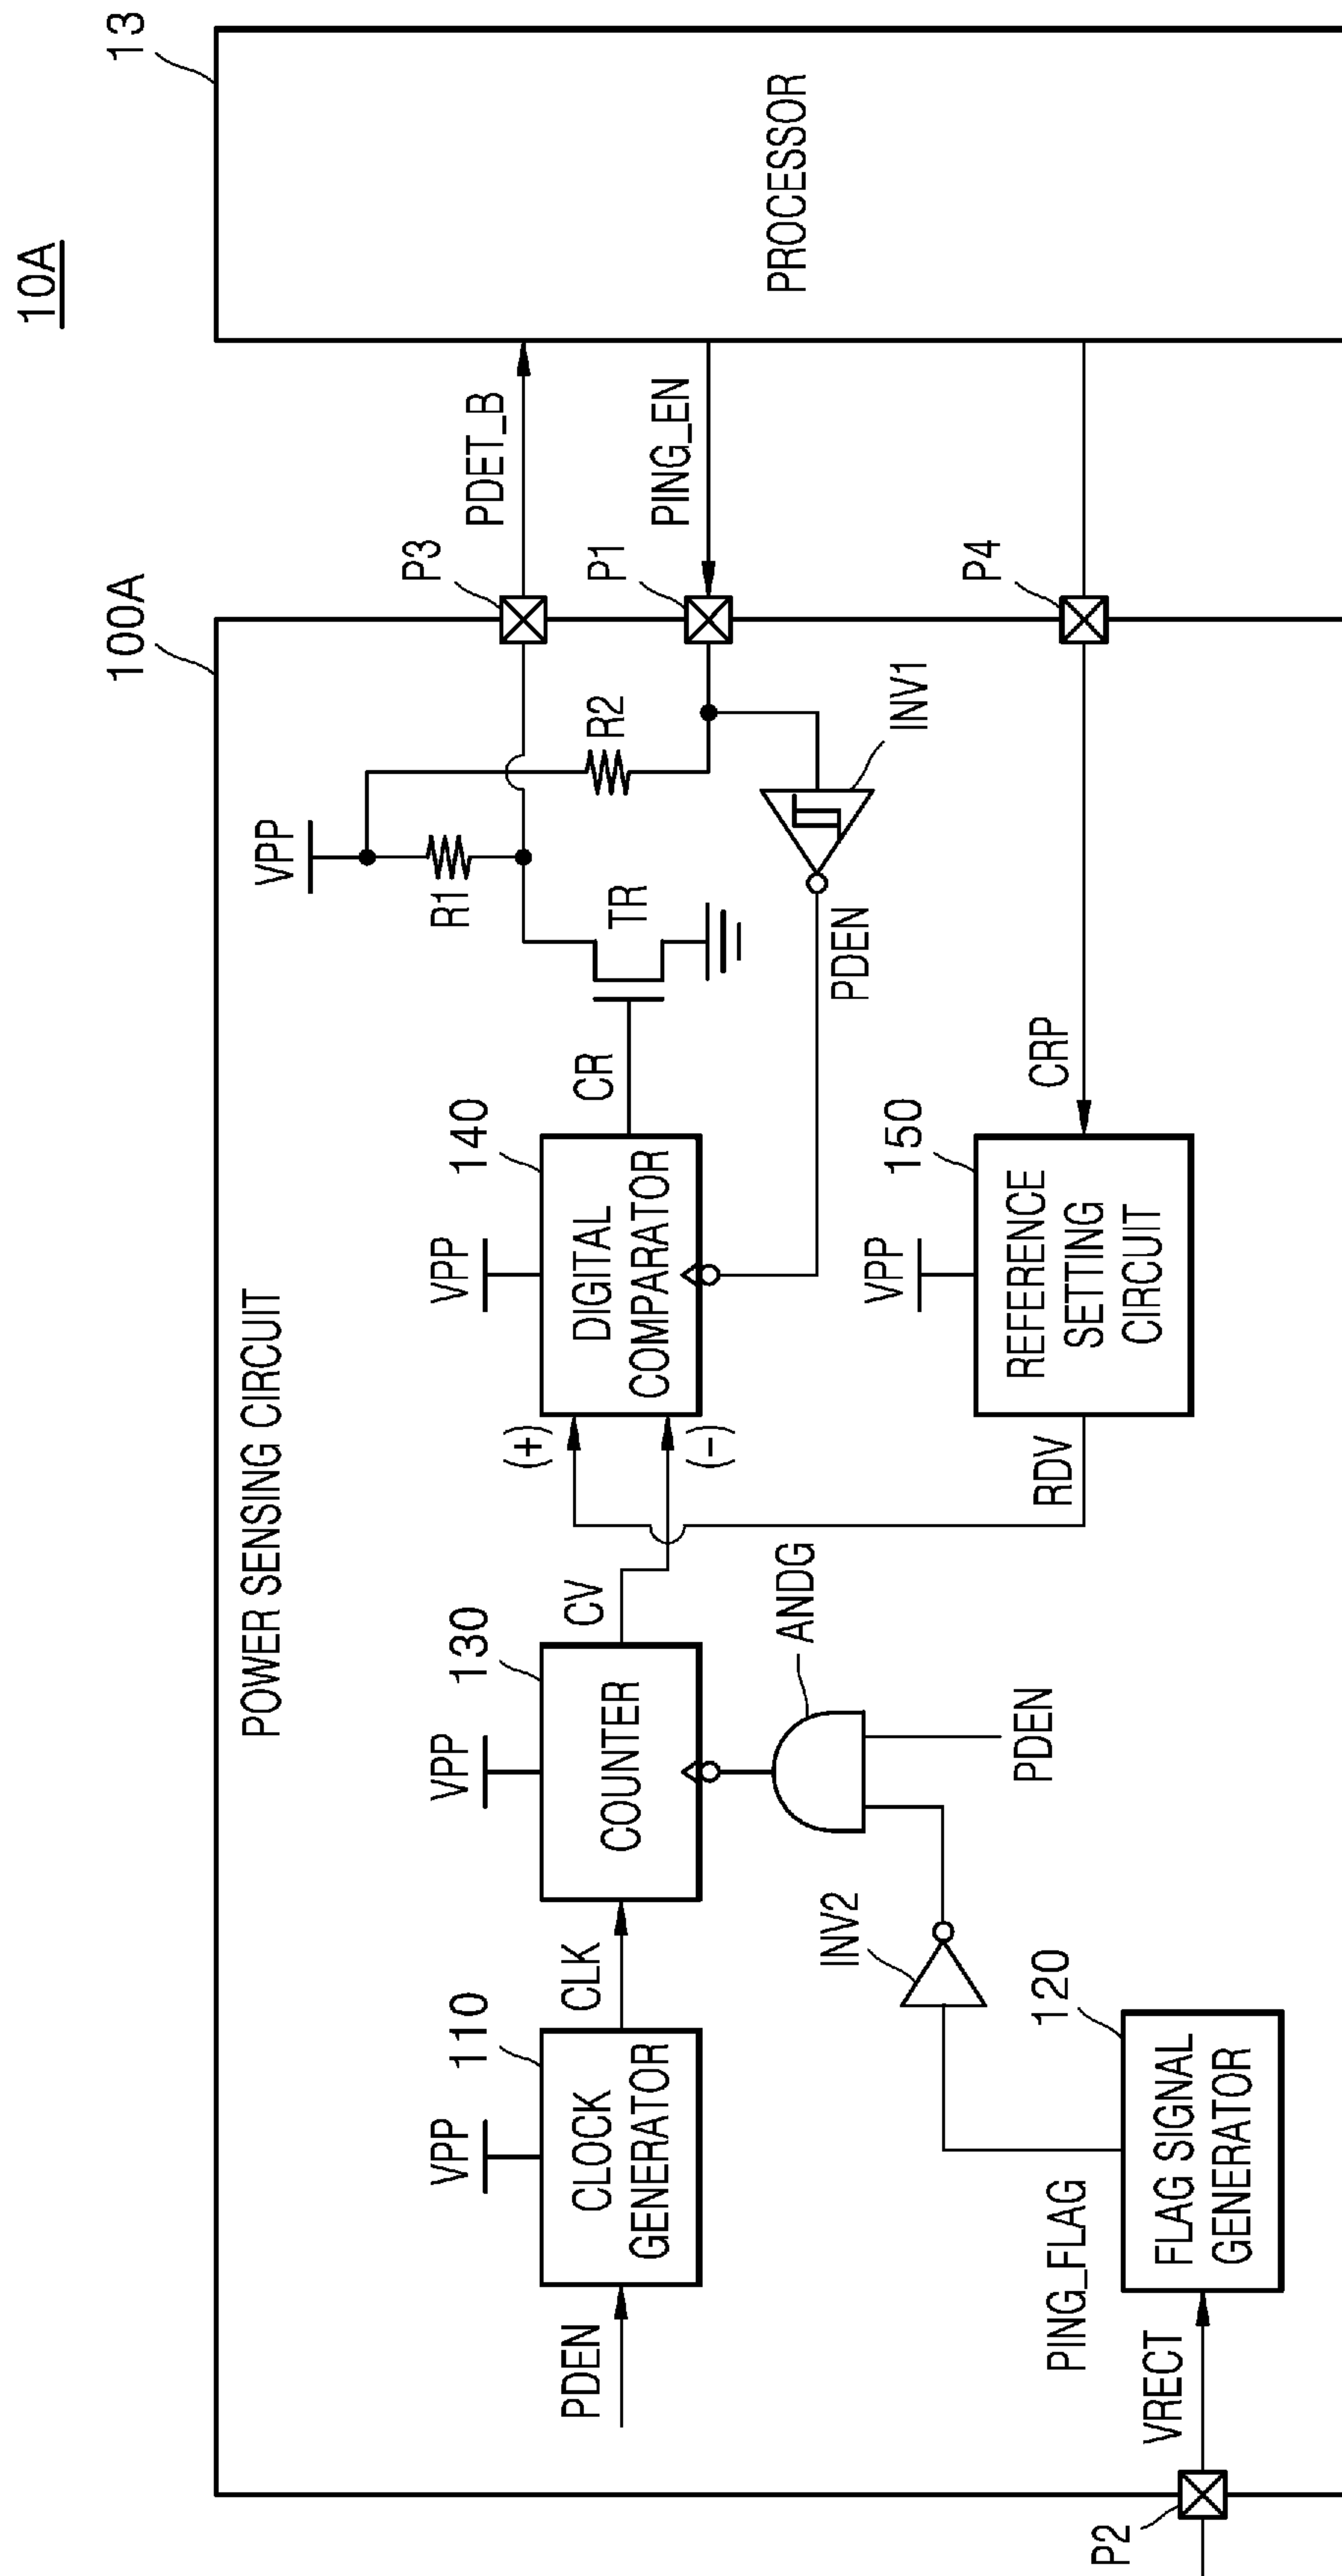 10A
100A
13
POWER SENSING CIRCUIT
PROCESSOR
VPP
110
CLOCK
GENERATOR
PDEN
CLK
VPP
130
COUNTER
CV
(+)
(-)
VPP
140
DIGITAL
COMPARATOR
CR
TR
VPP
R1
R2
P3
PDET_B
P1
PING_EN
INV1
PDEN
P4
CRP
VPP
150
REFERENCE
SETTING
CIRCUIT
RDV
ANDG
PDEN
INV2
120
FLAG SIGNAL
GENERATOR
PING_FLAG
VRECT
P2